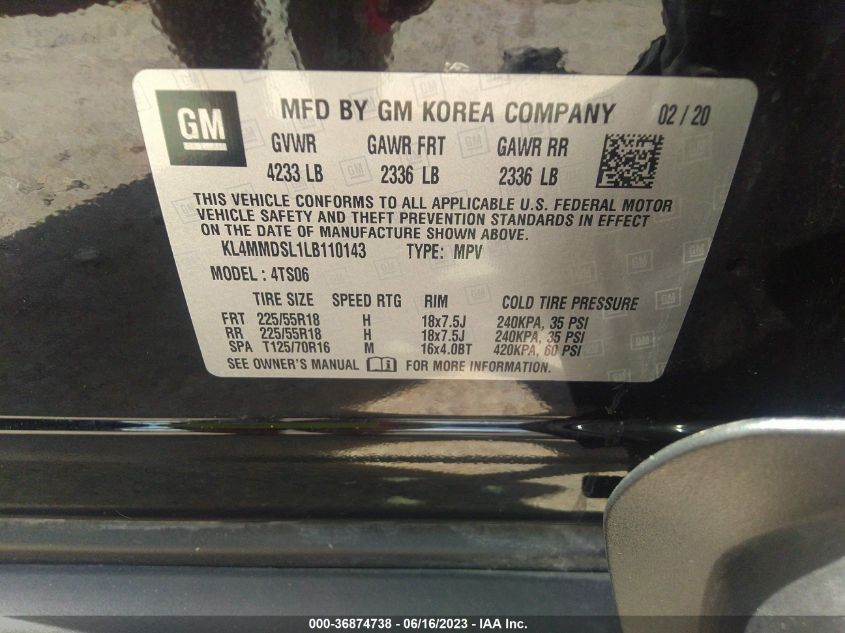 GM MFD BY GM KOREA COMPANY 02 / 20
GVWR GAWR FRT GAWR RR
4233 LB 2336 LB 2336 LB
THIS VEHICLE CONFORMS TO ALL APPLICABLE U.S. FEDERAL MOTOR
VEHICLE SAFETY AND THEFT PREVENTION STANDARDS IN EFFECT
ON THE DATE OF MANUFACTURE SHOWN ABOVE.
KL4MMDSL1LB110143 TYPE: MPV
MODEL : 4TS06
TIRE SIZE SPEED RTG RIM COLD TIRE PRESSURE
FRT 225/55R18 H 18x7.5J 240KPA, 35 PSI
RR 225/55R18 H 18x7.5J 240KPA, 35 PSI
SPA T125/70R16 M 16x4.0BT 420KPA, 60 PSI
SEE OWNER'S MANUAL FOR MORE INFORMATION.
000-36874738 - 06/16/2023 - IAA Inc.